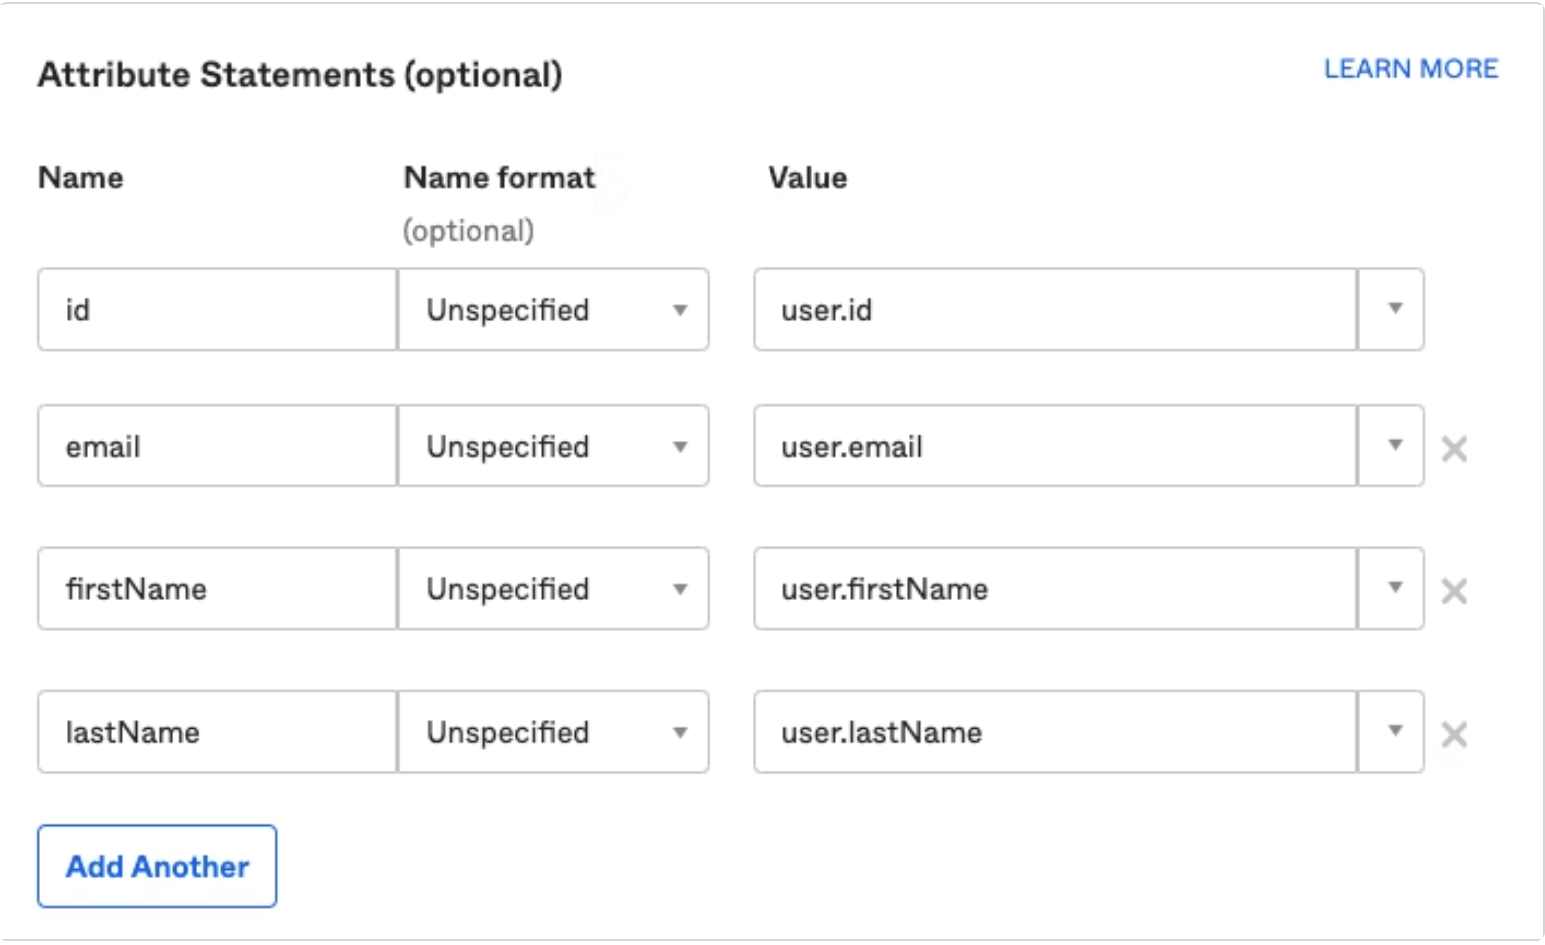 Attribute Statements (optional) LEARN MORE
Name Name format Value
(optional)
id Unspecified user.id
email Unspecified user.email
firstName Unspecified user.firstName
lastName Unspecified user.lastName
Add Another